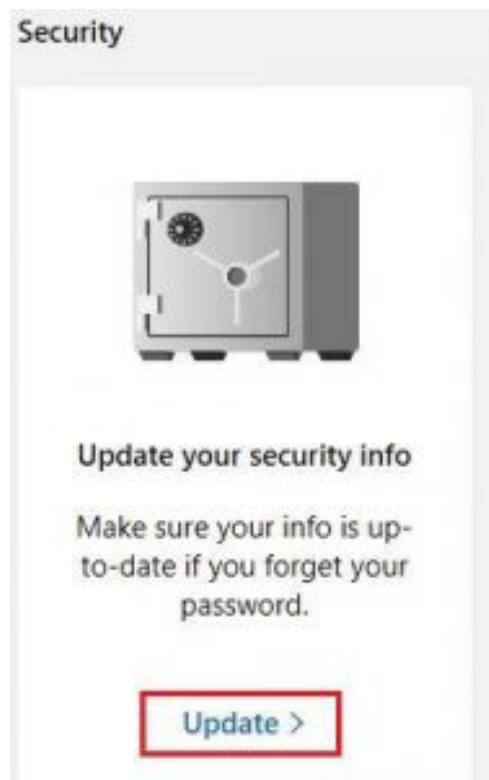 Security
Update your security info
Make sure your info is up-
to-date if you forget your
password.
Update >